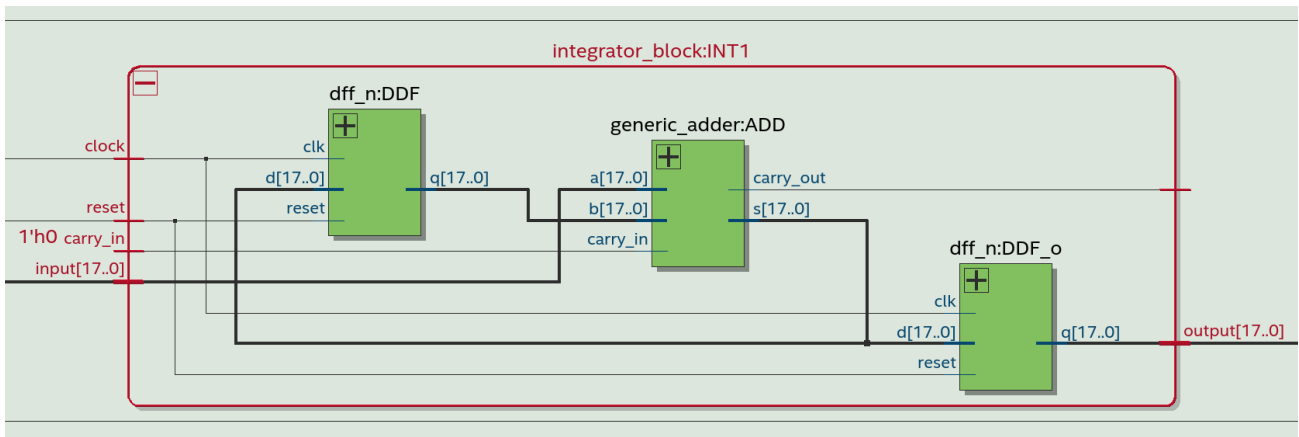 integrator_block:INT1
dff_n:DDF
generic_adder:ADD
clock
clk
d[17..0]
q[17..0]
a[17..0]
carry_out
reset
reset
b[17..0]
s[17..0]
1'h0 carry_in
carry_in
input[17..0]
dff_n:DDF_o
clk
d[17..0]
q[17..0]
output[17..0]
reset